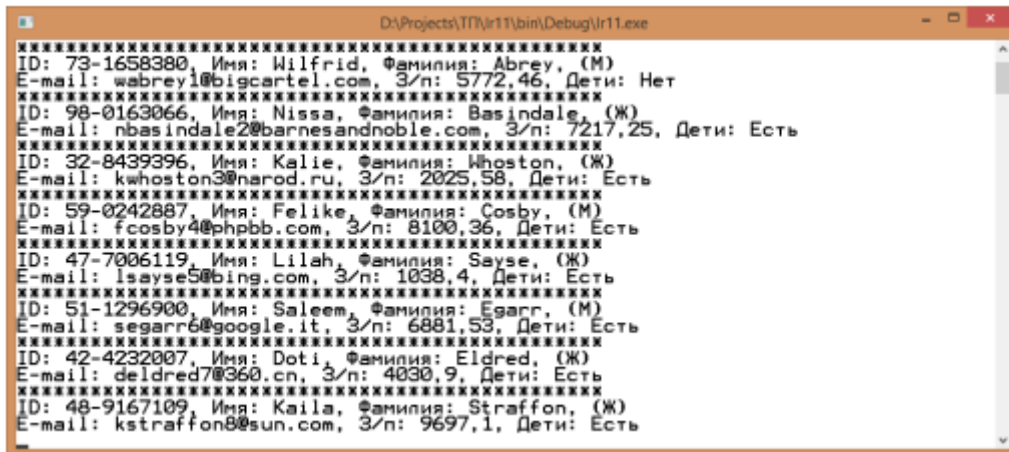 D:\Projects\ТП\lr11\bin\Debug\lr11.exe
***********************************************
ID: 73-1658380, Имя: Wilfrid, Фамилия: Abrey, (М)
E-mail: wabrey1@bigcartel.com, З/п: 5772,46, Дети: Нет
***********************************************
ID: 98-0163066, Имя: Nissa, Фамилия: Basindale, (Ж)
E-mail: nbasindale2@barnesandnoble.com, З/п: 7217,25, Дети: Есть
***********************************************
ID: 32-8439396, Имя: Kalie, Фамилия: Whoston, (Ж)
E-mail: kwhoston3@narod.ru, З/п: 2025,58, Дети: Есть
***********************************************
ID: 59-0242887, Имя: Felike, Фамилия: Cosby, (М)
E-mail: fcosby4@phpbb.com, З/п: 8100,36, Дети: Есть
***********************************************
ID: 47-7006119, Имя: Lilah, Фамилия: Sayse, (Ж)
E-mail: lsayse5@bing.com, З/п: 1038,4, Дети: Есть
***********************************************
ID: 51-1296900, Имя: Saleem, Фамилия: Egarr, (М)
E-mail: segarr6@google.it, З/п: 6881,53, Дети: Есть
***********************************************
ID: 42-4232007, Имя: Doti, Фамилия: Eldred, (Ж)
E-mail: deldred7@360.cn, З/п: 4030,9, Дети: Есть
***********************************************
ID: 48-9167109, Имя: Kaila, Фамилия: Straffon, (Ж)
E-mail: kstraffon8@sun.com, З/п: 9697,1, Дети: Есть